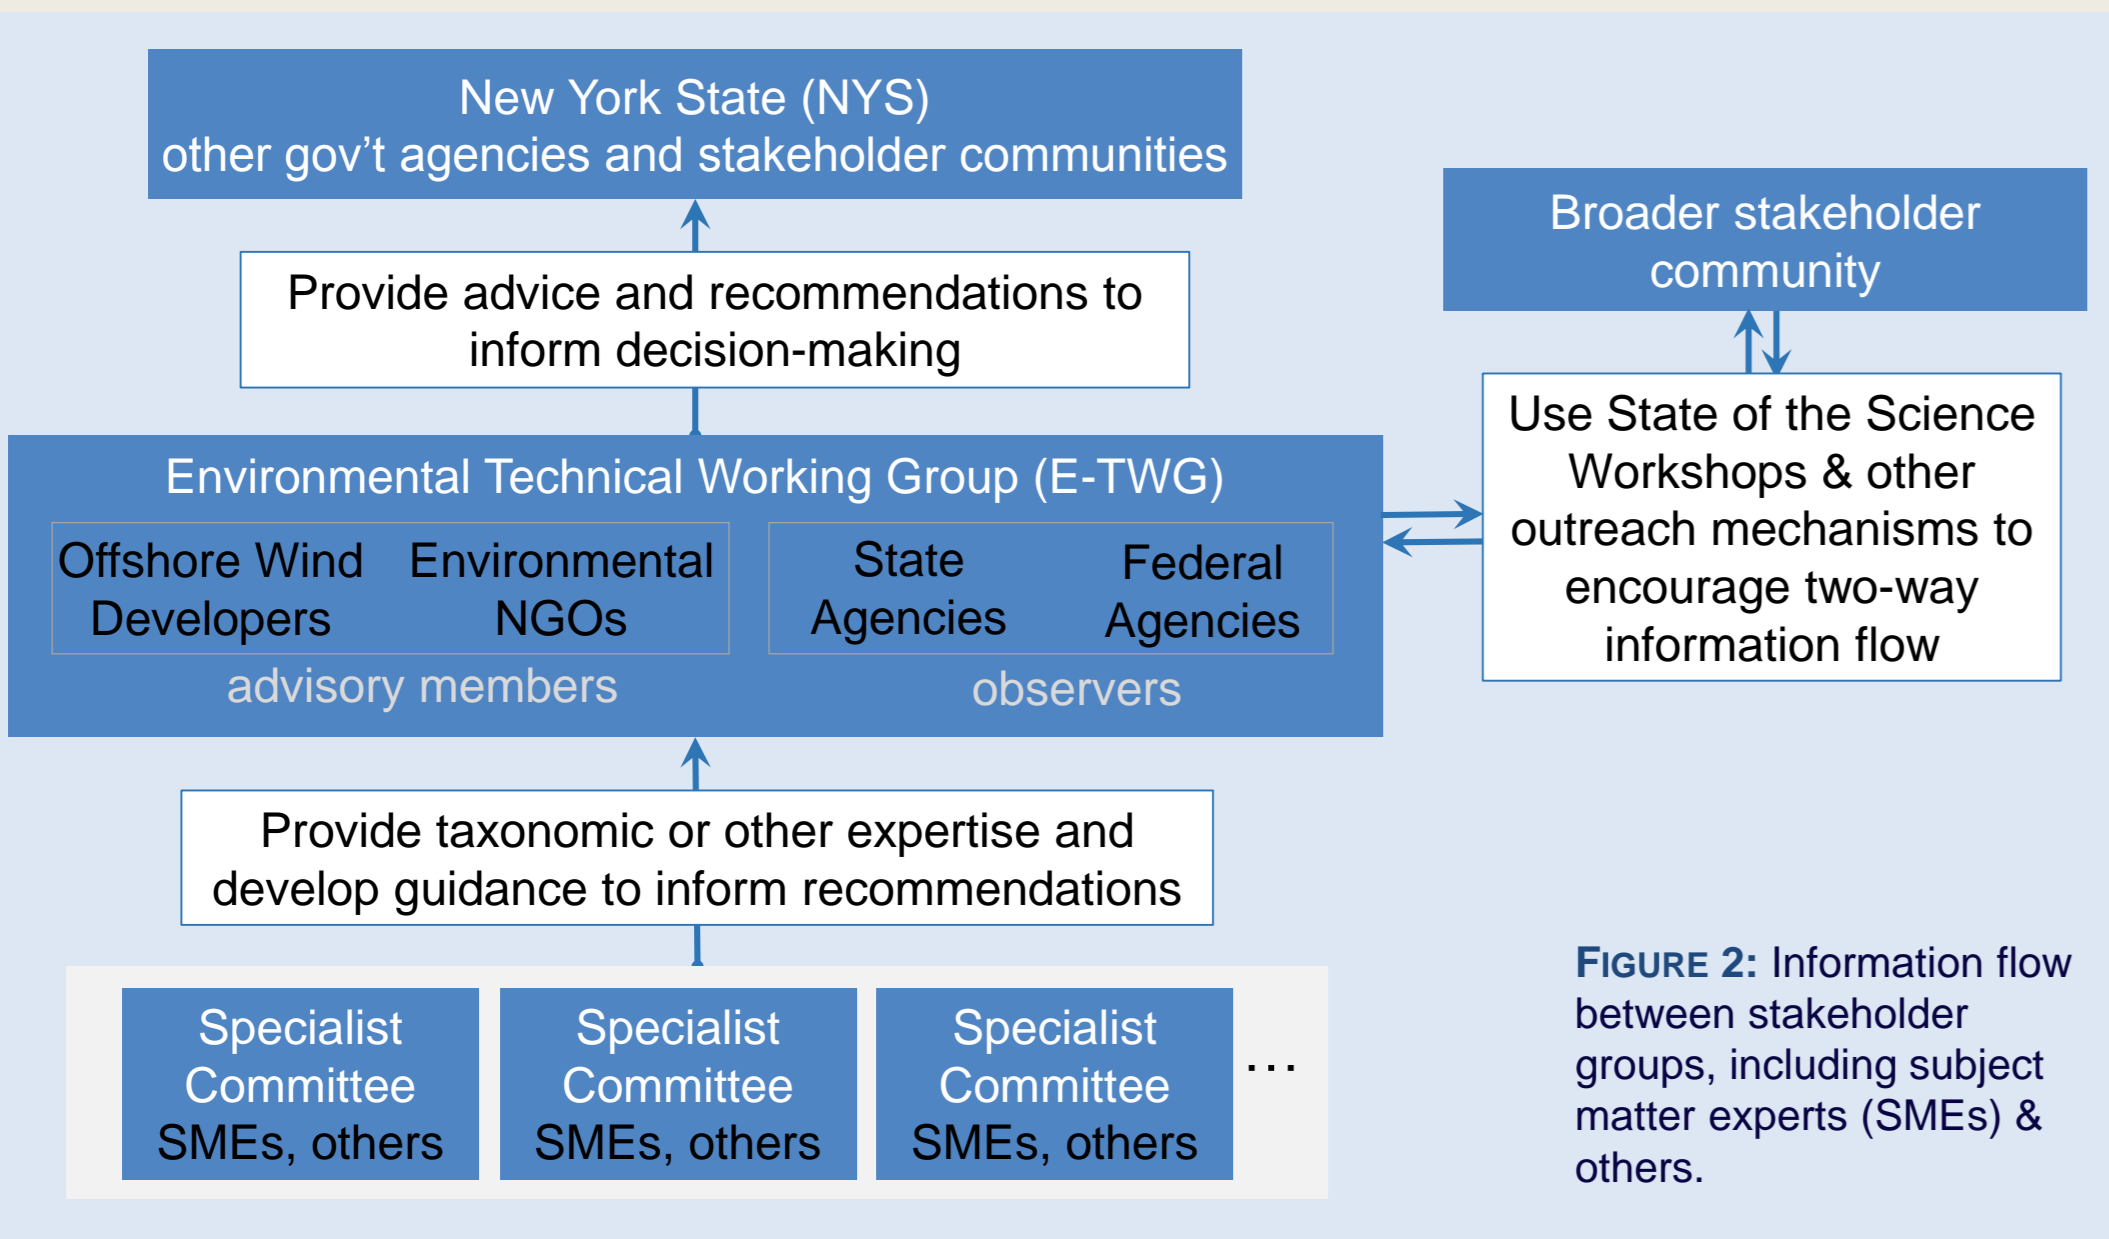 New York State (NYS)
other gov’t agencies and stakeholder communities
Provide advice and recommendations to
inform decision-making
Broader stakeholder
community
Use State of the Science
Workshops & other
outreach mechanisms to
encourage two-way
information flow
Environmental Technical Working Group (E-TWG)
Offshore Wind
Developers
Environmental
NGOs
advisory members
State
Agencies
Federal
Agencies
observers
Provide taxonomic or other expertise and
develop guidance to inform recommendations
Specialist
Committee
SMEs, others
Specialist
Committee
SMEs, others
Specialist
Committee
SMEs, others
...
FIGURE 2: Information flow
between stakeholder
groups, including subject
matter experts (SMEs) &
others.